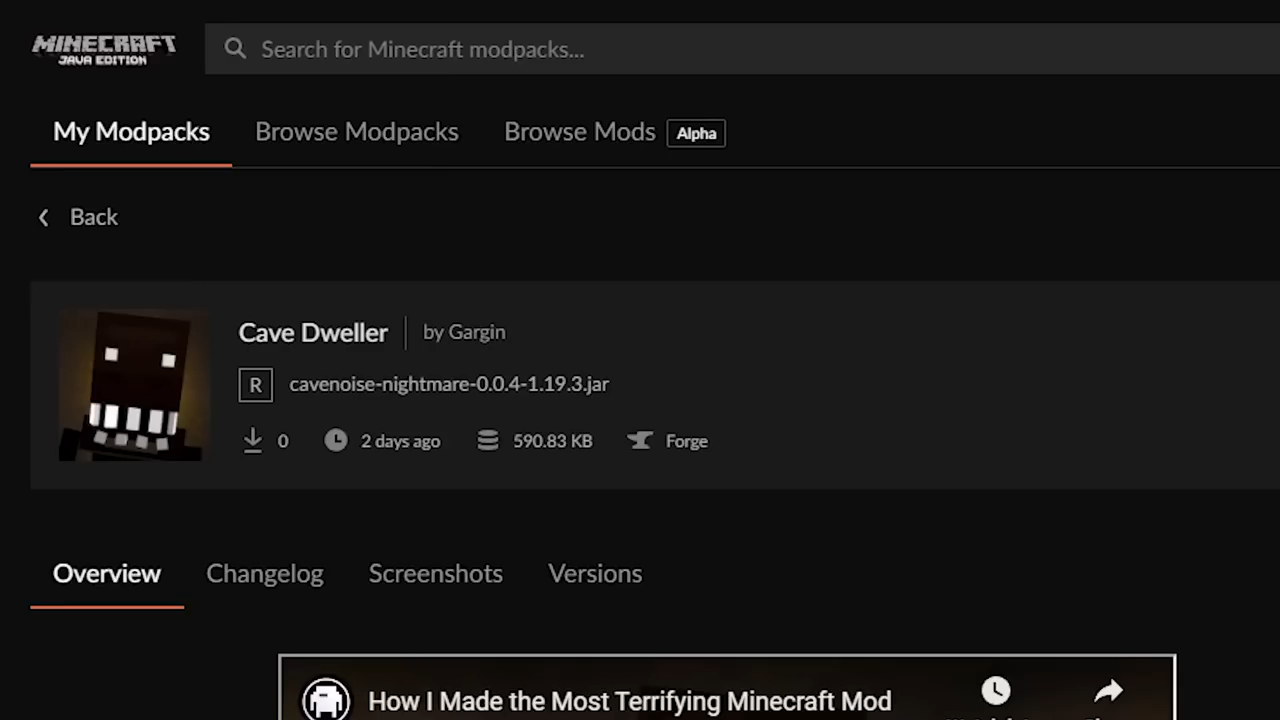 MINECRAFT
JAVA EDITION
Search for Minecraft modpacks...
My Modpacks Browse Modpacks Browse Mods Alpha
Back
Cave Dweller by Gargin
R cavenoise-nightmare-0.0.4-1.19.3.jar
0 2 days ago 590.83 KB Forge
Overview Changelog Screenshots Versions
How I Made the Most Terrifying Minecraft Mod